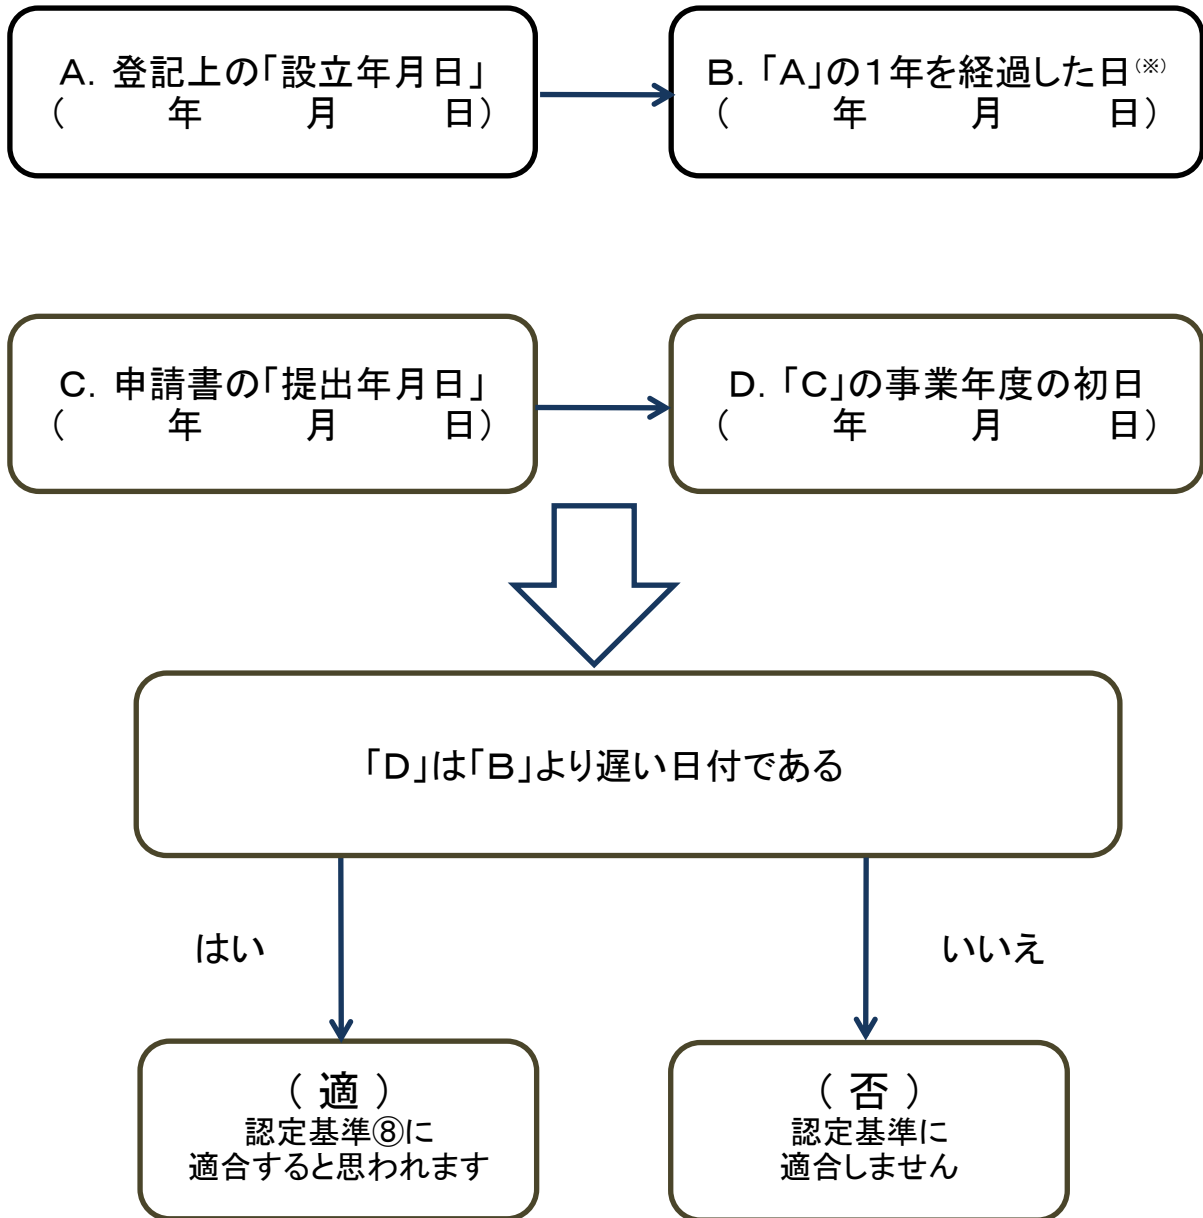 A. 登記上の「設立年月日」
(　　年　　月　　日)
B. 「A」の1年を経過した日(※)
(　　年　　月　　日)
C. 申請書の「提出年月日」
(　　年　　月　　日)
D. 「C」の事業年度の初日
(　　年　　月　　日)
「D」は「B」より遅い日付である
はい
いいえ
( 適 )
認定基準⑧に
適合すると思われます
( 否 )
認定基準に
適合しません